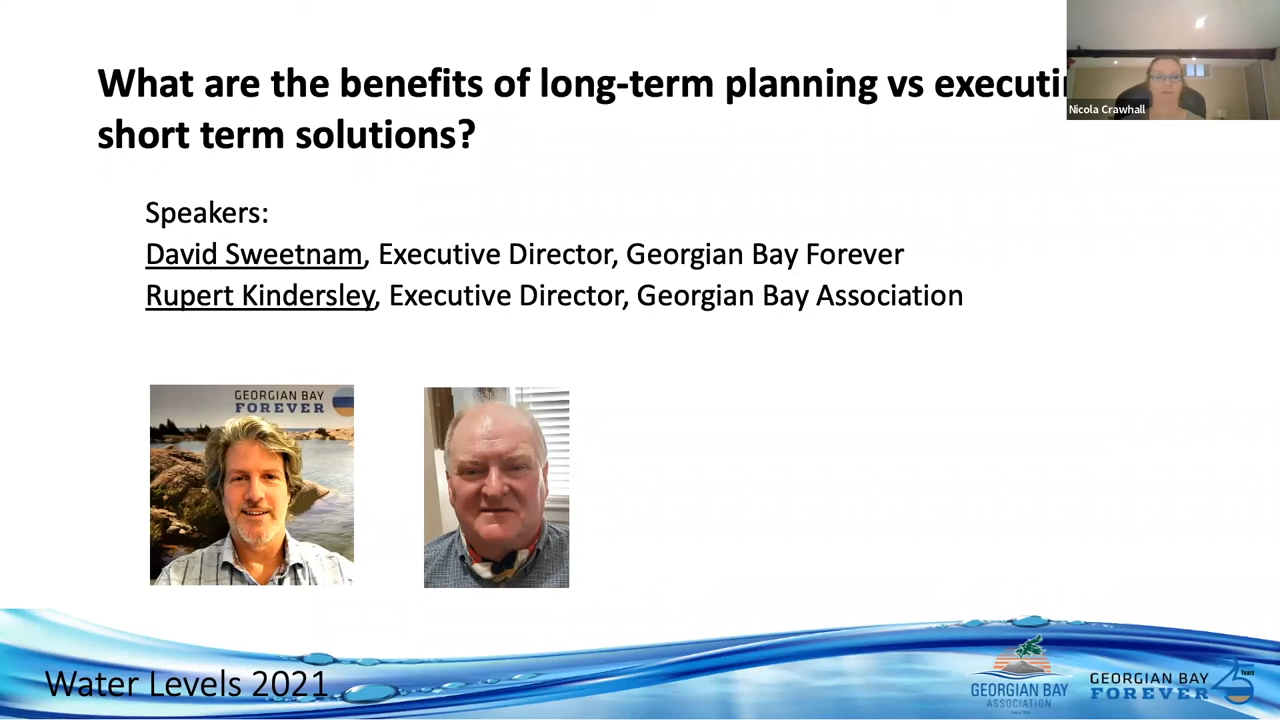 What are the benefits of long-term planning vs executi
short term solutions?
Nicola Crawhall
Speakers:
David Sweetnam, Executive Director, Georgian Bay Forever
Rupert Kindersley, Executive Director, Georgian Bay Association
GEORGIAN BAY
FOREVER
Water Levels 2021
GEORGIAN BAY
ASSOCIATION
GEORGIAN BAY
FOREVER
25 Years